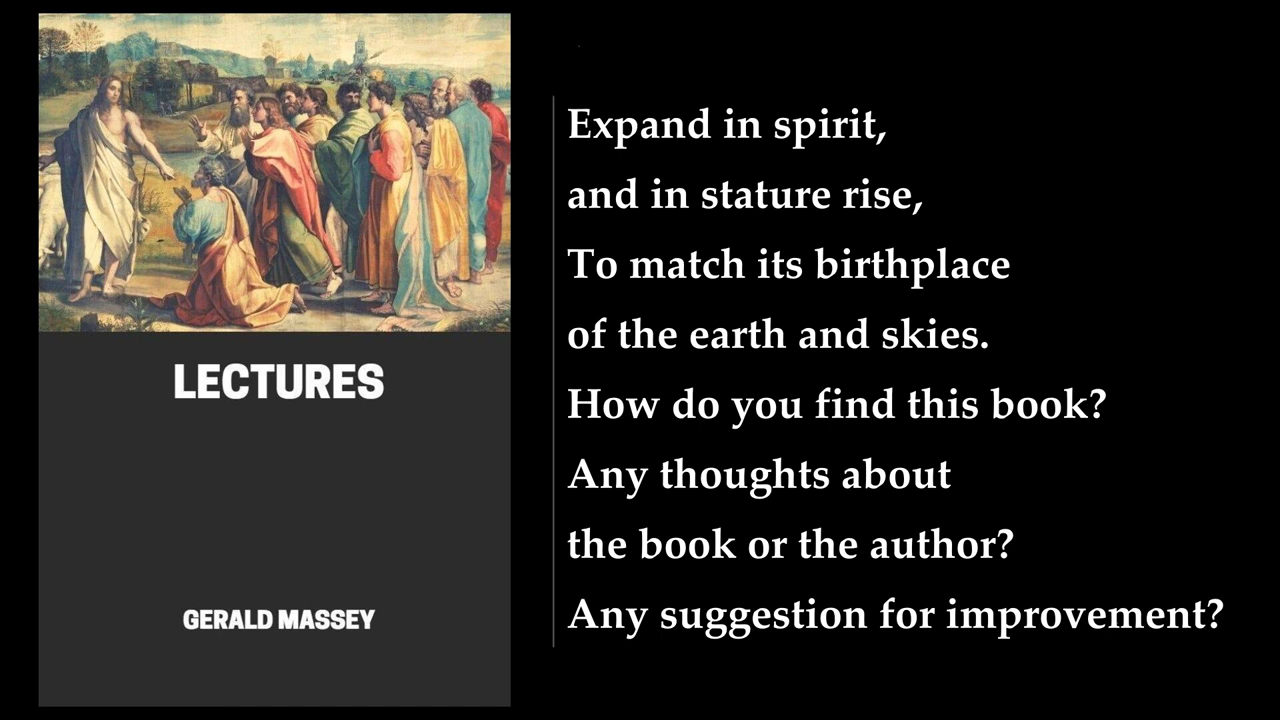 LECTURES
GERALD MASSEY
Expand in spirit,
and in stature rise,
To match its birthplace
of the earth and skies.
How do you find this book?
Any thoughts about
the book or the author?
Any suggestion for improvement?